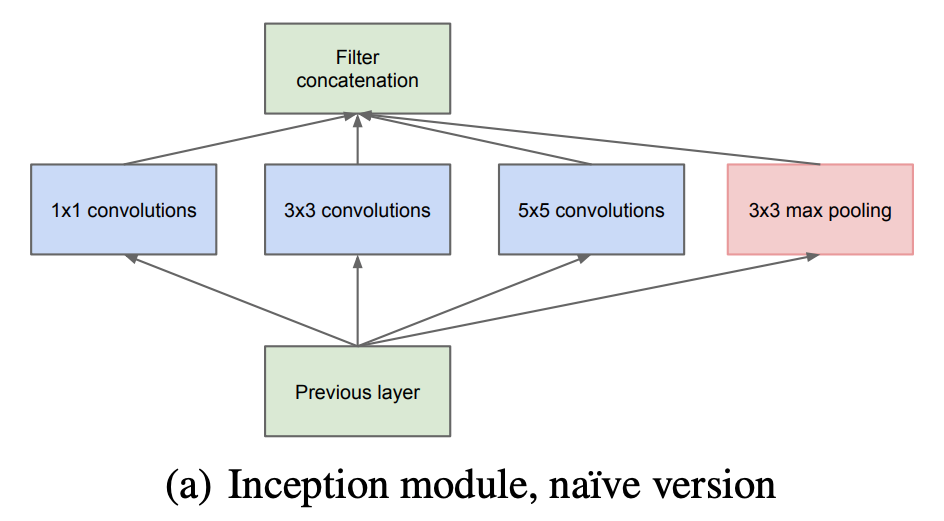 Filter
concatenation
1x1 convolutions
3x3 convolutions
5x5 convolutions
3x3 max pooling
Previous layer
(a) Inception module, naïve version